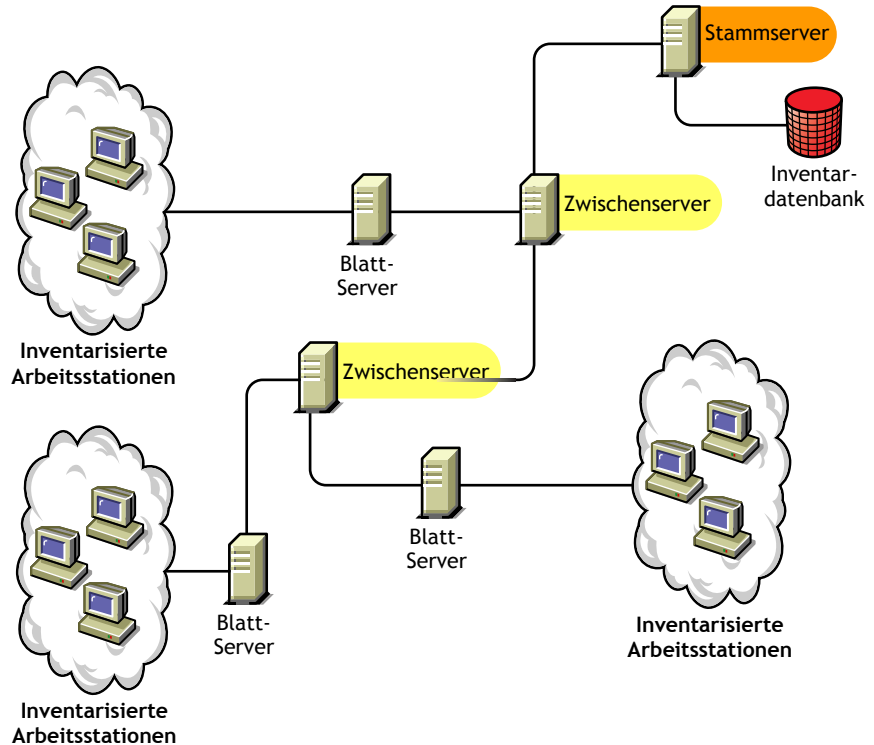 Stammserver
Inventar-
datenbank
Zwischenserver
Blatt-
Server
Inventarisierte
Arbeitsstationen
Zwischenserver
Blatt-
Server
Blatt-
Server
Inventarisierte
Arbeitsstationen
Inventarisierte
Arbeitsstationen